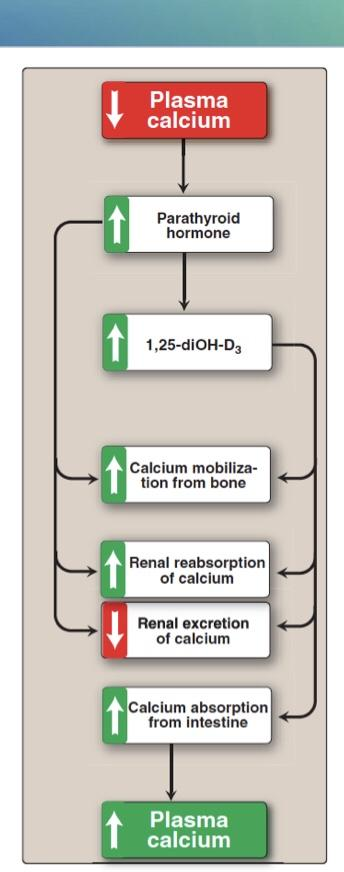 Plasma
calcium
Parathyroid
hormone
1,25-diOH-D₃
Calcium mobiliza-
tion from bone
Renal reabsorption
of calcium
Renal excretion
of calcium
Calcium absorption
from intestine
Plasma
calcium